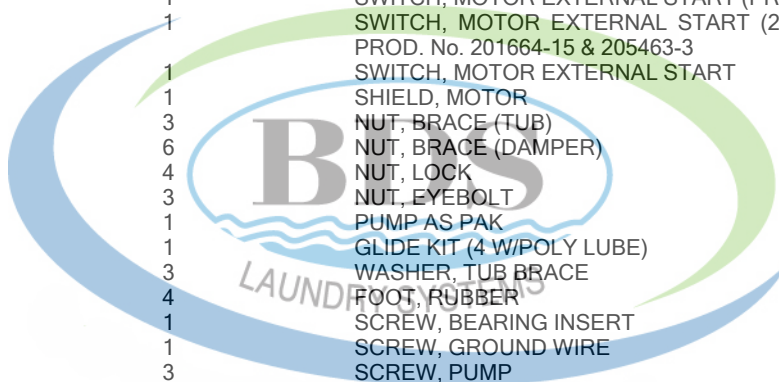 1 SWITCH, MOTOR EXTERNAL START
1 SWITCH, MOTOR EXTERNAL START (2
PROD. No. 201664-15 & 205463-3
1 SWITCH, MOTOR EXTERNAL START
1 SHIELD, MOTOR
3 NUT, BRACE (TUB)
6 NUT, BRACE (DAMPER)
4 NUT, LOCK
3 NUT, EYEBOLT
1 PUMP AS PAK
1 GLIDE KIT (4 W/POLY LUBE)
3 WASHER, TUB BRACE
4 FOOT, RUBBER
1 SCREW, BEARING INSERT
1 SCREW, GROUND WIRE
3 SCREW, PUMP
BDS
LAUNDRY SYSTEMS